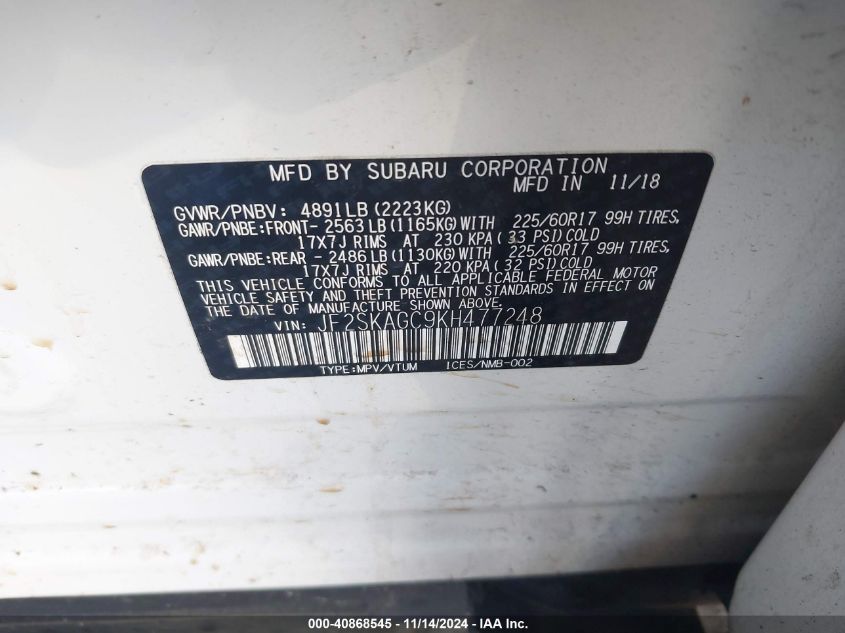 MFD BY SUBARU CORPORATION
MFD IN 11/18
GVWR/PNBV: 4891LB(2223KG)
GAWR/PNBE:FRONT- 2563LB(1165KG)WITH 225/60R17 99H TIRES,
17X7J RIMS AT 230 KPA( 33 PSI)COLD
GAWR/PNBE:REAR - 2486LB(1130KG)WITH 225/60R17 99H TIRES,
17X7J RIMS AT 220 KPA( 32 PSI)COLD
THIS VEHICLE CONFORMS TO ALL APPLICABLE FEDERAL MOTOR
VEHICLE SAFETY AND THEFT PREVENTION STANDARDS IN EFFECT ON
THE DATE OF MANUFACTURE SHOWN ABOVE.
VIN: JF2SKAGC9KH477248
TYPE:MPV/VTUM ICES/NMB-002
000-40868545 - 11/14/2024 - IAA Inc.